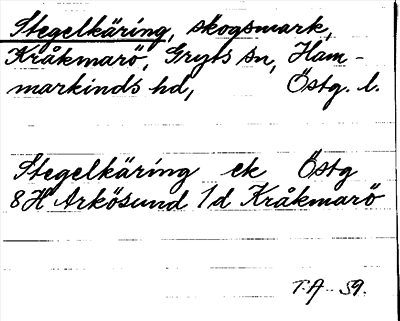 Stegelkäring, skogsmark,
Kråkmarö, Gryts sn, Ham-
markinds hd, Östg. l.
Stegelkäring ek Östg
8H Arkösund 1d Kråkmarö
T.A. 59.